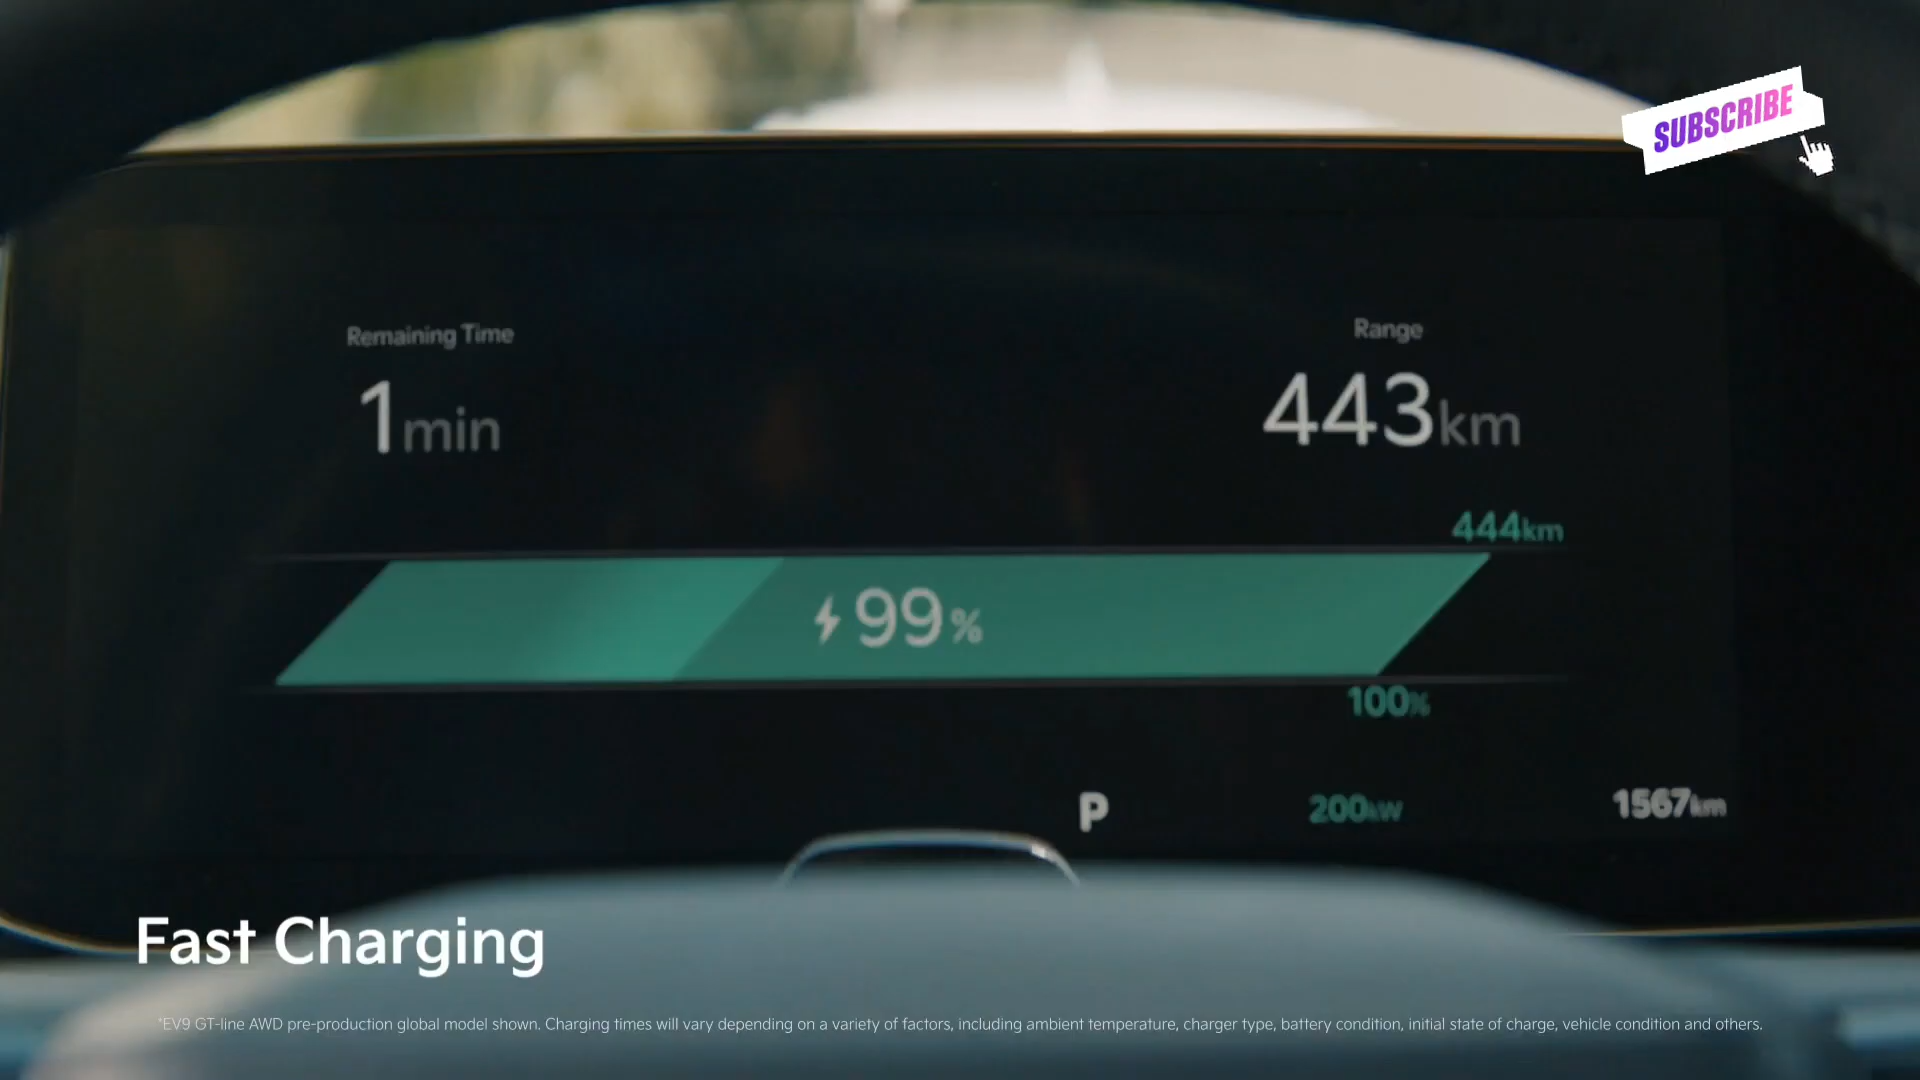 SUBSCRIBE
Remaining Time
1min
Range
443km
444km
99%
100%
P
200kW
1567km
Fast Charging
*EV9 GT-line AWD pre-production global model shown. Charging times will vary depending on a variety of factors, including ambient temperature, charger type, battery condition, initial state of charge, vehicle condition and others.